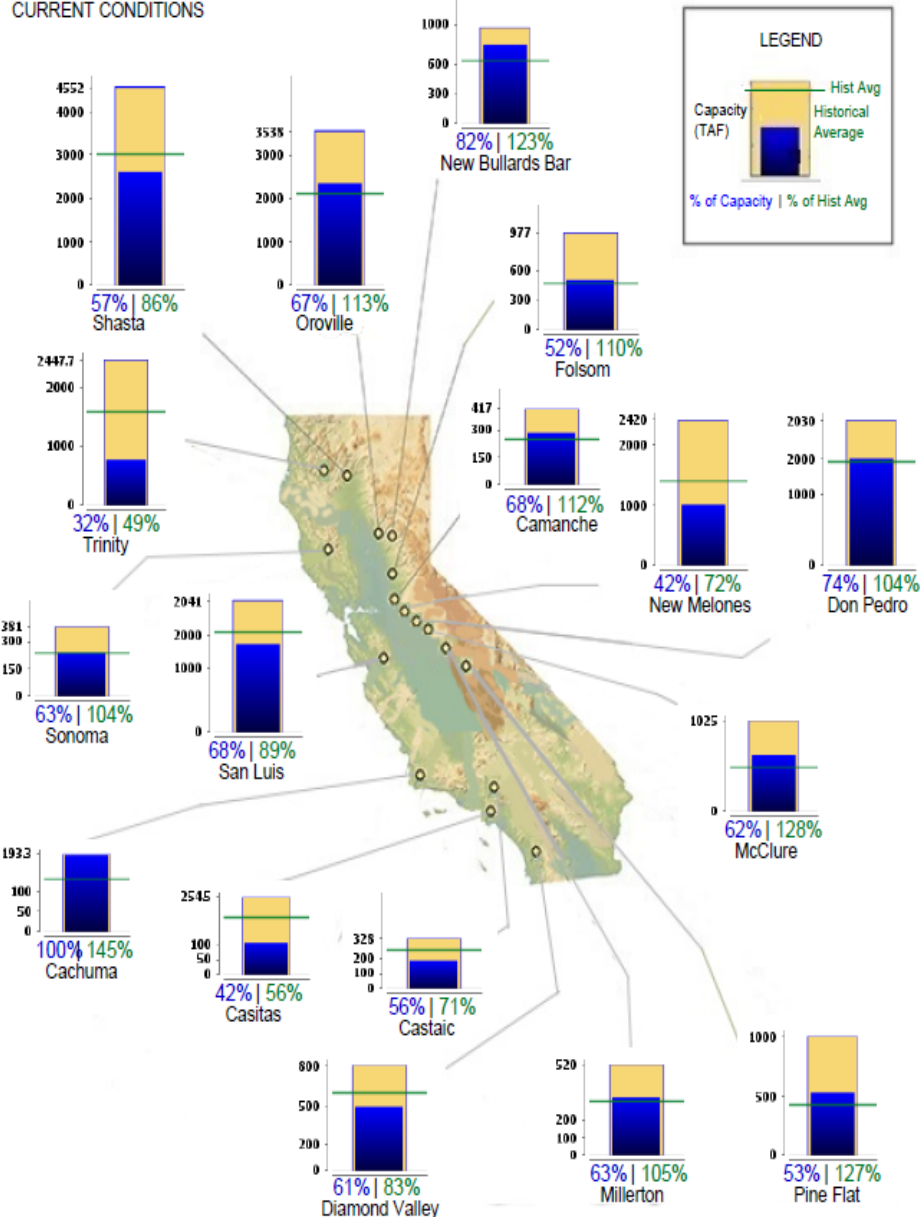 CURRENT CONDITIONS
1000
600
300
0
82% | 123%
New Bullards Bar
LEGEND
Hist Avg
Capacity
(TAF)
Historical
Average
% of Capacity | % of Hist Avg
4552
4000
3000
2000
1000
0
57% | 86%
Shasta
3538
3000
2000
1000
0
67% | 113%
Oroville
977
600
300
0
52% | 110%
Folsom
2447.7
2000
1000
0
32% | 49%
Trinity
417
300
150
0
68% | 112%
Camanche
2420
2000
1000
0
42% | 72%
New Melones
2030
2000
1000
0
74% | 104%
Don Pedro
381
300
150
0
63% | 104%
Sonoma
2041
2000
1000
0
68% | 89%
San Luis
1025
0
62% | 128%
McClure
193.3
100
50
0
100% | 145%
Cachuma
254.5
100
50
0
42% | 56%
Casitas
325
200
100
0
56% | 71%
Castaic
800
500
200
0
61% | 83%
Diamond Valley
520
200
100
0
63% | 105%
Millerton
1000
500
0
53% | 127%
Pine Flat